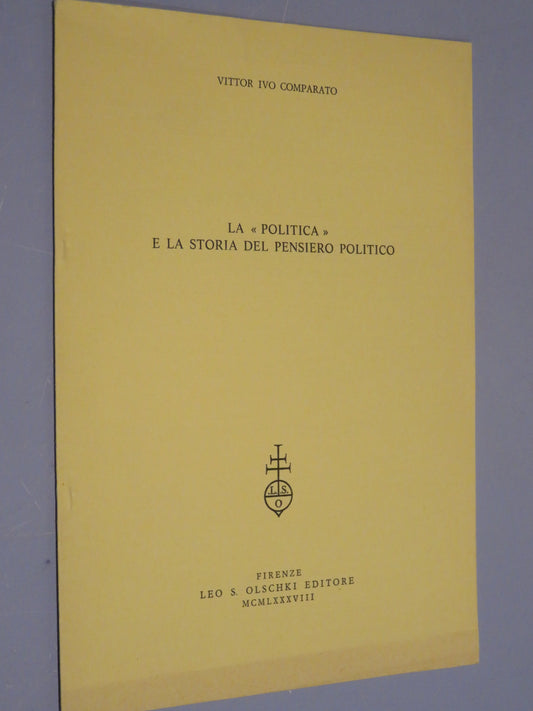 VITTOR IVO COMPARATO
LA « POLITICA »
E LA STORIA DEL PENSIERO POLITICO
L. S.
O
FIRENZE
LEO S. OLSCHKI EDITORE
MCMLXXXVIII